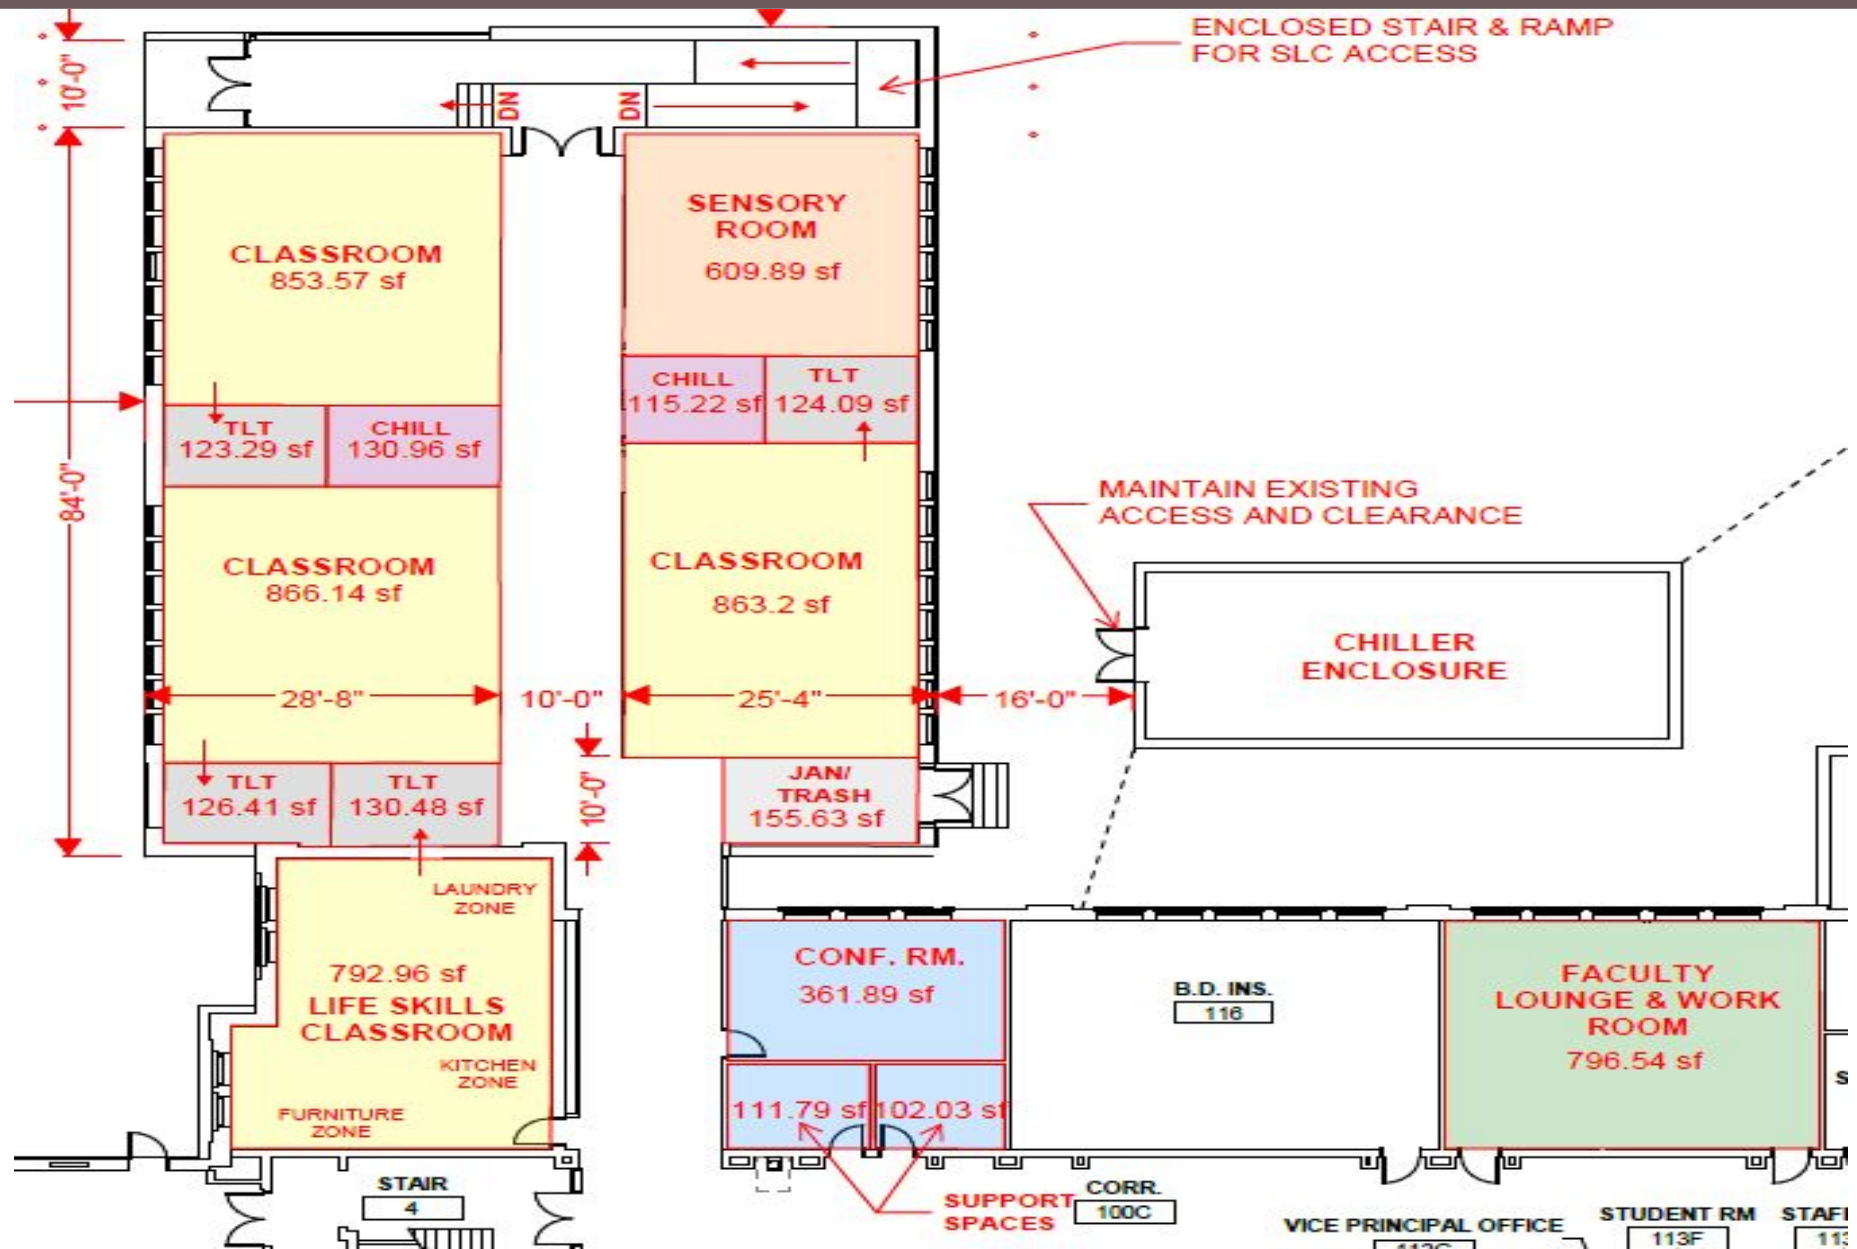 ENCLOSED STAIR & RAMP
FOR SLC ACCESS
10'-0"
DN
DN
CLASSROOM
853.57 sf
SENSORY
ROOM
609.89 sf
CHILL
115.22 sf
TLT
124.09 sf
TLT
123.29 sf
CHILL
130.96 sf
84'-0"
MAINTAIN EXISTING
ACCESS AND CLEARANCE
CLASSROOM
866.14 sf
CLASSROOM
863.2 sf
CHILLER
ENCLOSURE
28'-8"
10'-0"
25'-4"
16'-0"
TLT
126.41 sf
TLT
130.48 sf
10'-0"
JAN/
TRASH
155.63 sf
LAUNDRY
ZONE
792.96 sf
LIFE SKILLS
CLASSROOM
KITCHEN
ZONE
FURNITURE
ZONE
CONF. RM.
361.89 sf
B.D. INS.
116
FACULTY
LOUNGE & WORK
ROOM
796.54 sf
S
111.79 sf
102.03 sf
STAIR
4
SUPPORT
SPACES
CORR.
100C
VICE PRINCIPAL OFFICE
STUDENT RM
113F
STAFF
113